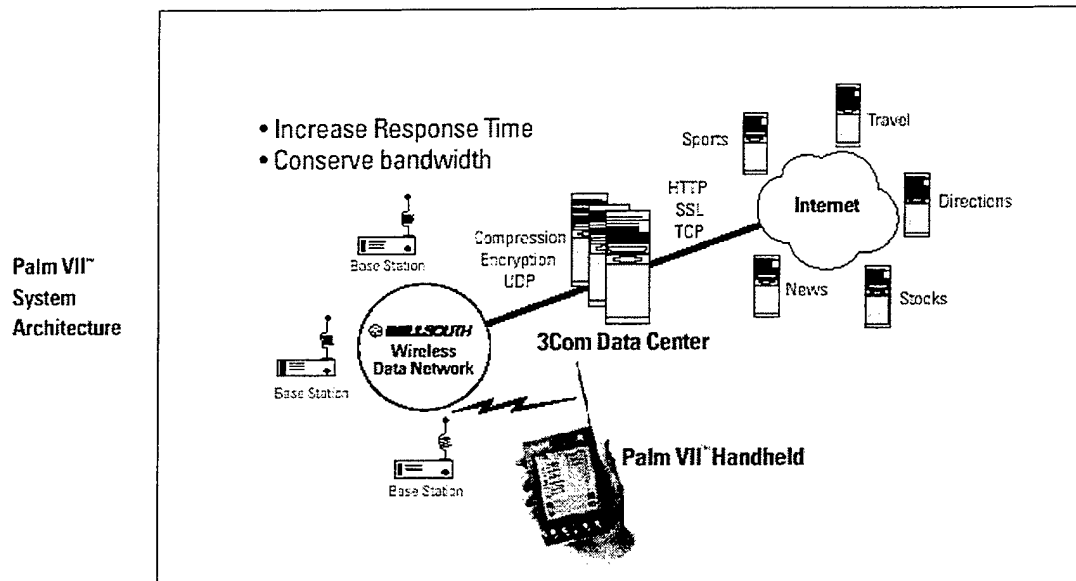 Palm VII™
System
Architecture
• Increase Response Time
• Conserve bandwidth
Base Station
Base Station
Base Station
BELLSOUTH
Wireless
Data Network
Compression
Encryption
UDP
3Com Data Center
HTTP
SSL
TCP
Internet
Sports
Travel
Directions
News
Stocks
Palm VII™ Handheld